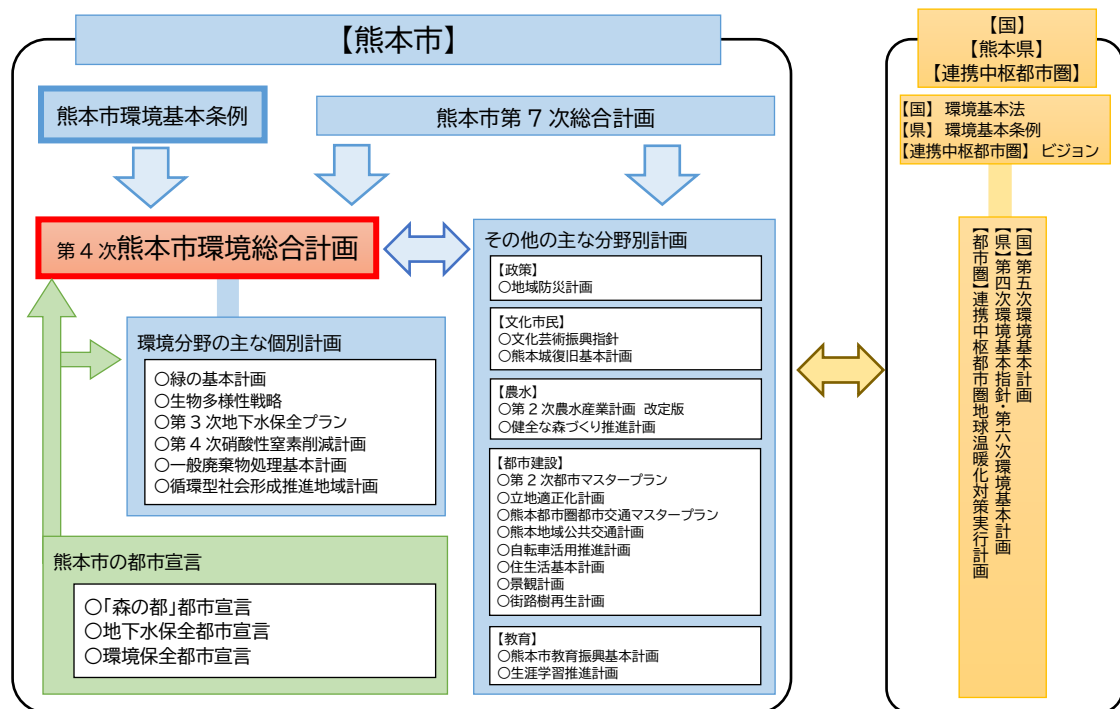 【熊本市】
熊本市環境基本条例
熊本市第7次総合計画
第4次熊本市環境総合計画
環境分野の主な個別計画
○緑の基本計画
○生物多様性戦略
○第3次地下水保全プラン
○第4次硝酸性窒素削減計画
○一般廃棄物処理基本計画
○循環型社会形成推進地域計画
熊本市の都市宣言
○「森の都」都市宣言
○地下水保全都市宣言
○環境保全都市宣言
その他の主な分野別計画
【政策】
○地域防災計画
【文化市民】
○文化芸術振興指針
○熊本城復旧基本計画
【農水】
○第2次農水産業計画 改定版
○健全な森づくり推進計画
【都市建設】
○第2次都市マスタープラン
○立地適正化計画
○熊本都市圏都市交通マスタープラン
○熊本地域公共交通計画
○自転車活用推進計画
○住生活基本計画
○景観計画
○街路樹再生計画
【教育】
○熊本市教育振興基本計画
○生涯学習推進計画
【国】
【熊本県】
【連携中枢都市圏】
【国】 環境基本法
【県】 環境基本条例
【連携中枢都市圏】 ビジョン
【国】第五次環境基本計画
【県】第四次環境基本指針・第六次環境基本計画
【都市圏】連携中枢都市圏地球温暖化対策実行計画